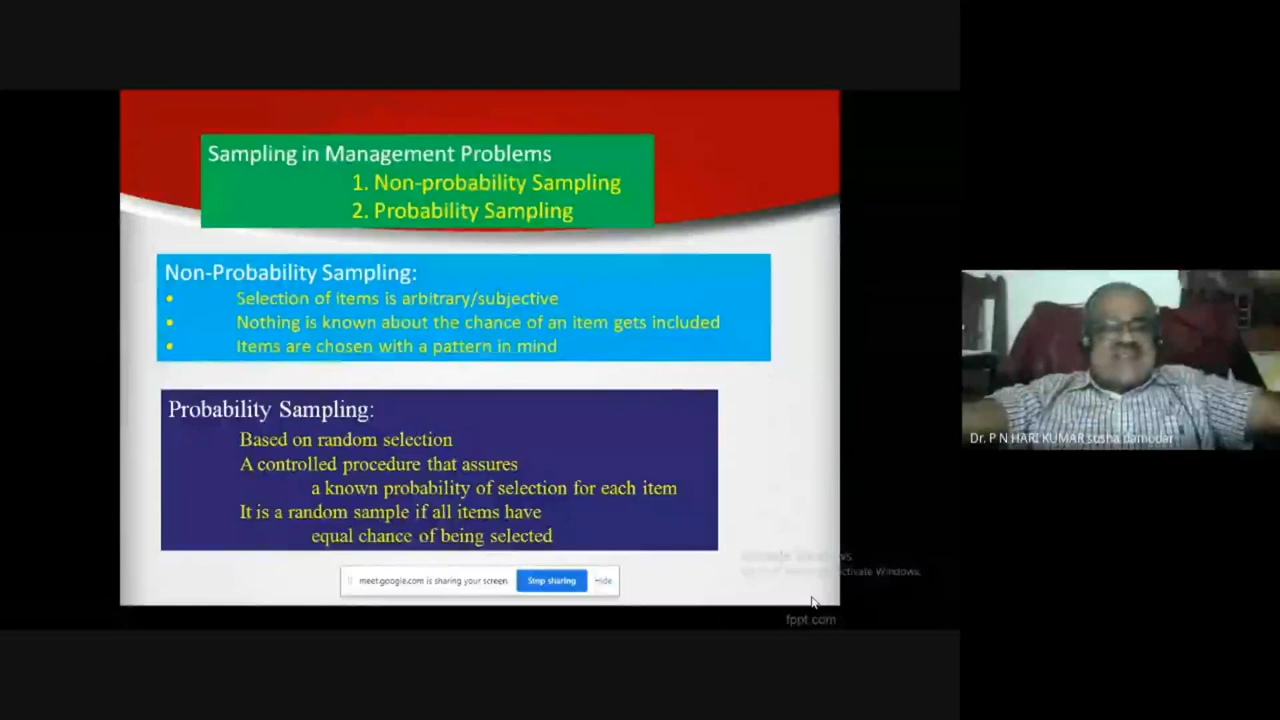 Sampling in Management Problems
1. Non-probability Sampling
2. Probability Sampling
Non-Probability Sampling:
• Selection of items is arbitrary/subjective
• Nothing is known about the chance of an item gets included
• Items are chosen with a pattern in mind
Probability Sampling:
Based on random selection
A controlled procedure that assures
a known probability of selection for each item
It is a random sample if all items have
equal chance of being selected
meet.google.com is sharing your screen Stop sharing Hide
Activate Windows.
fppt.com
Dr. P N HARI KUMAR susha damodar